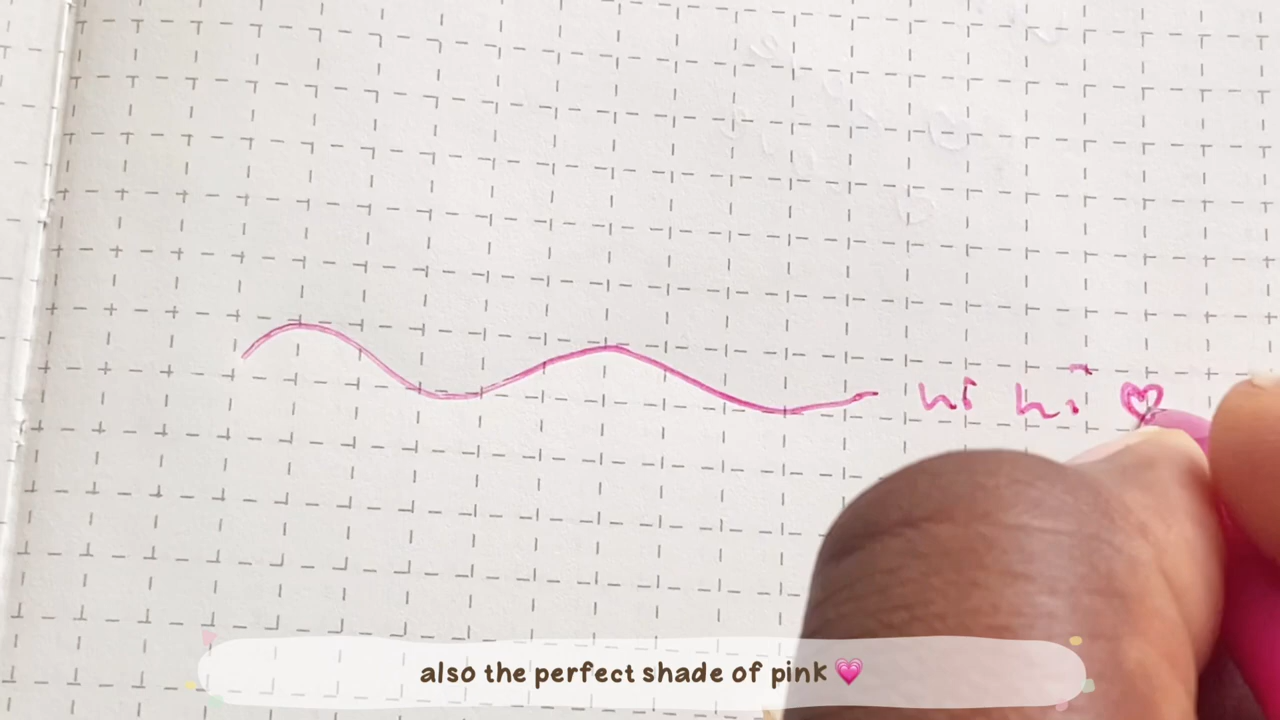 hi hi ♡
also the perfect shade of pink 💗